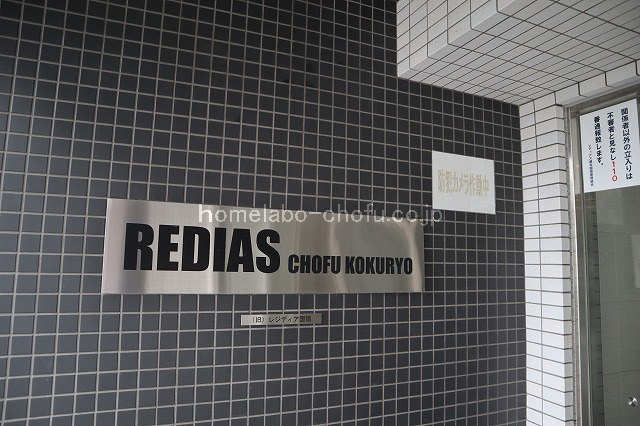 homelabo-chofu.co.jp
REDIAS CHOFU KOKURYO
(旧)レジディア国領
防犯カメラ作動中
関係者以外の立入りは
不審者と見なし110
番通報致します。